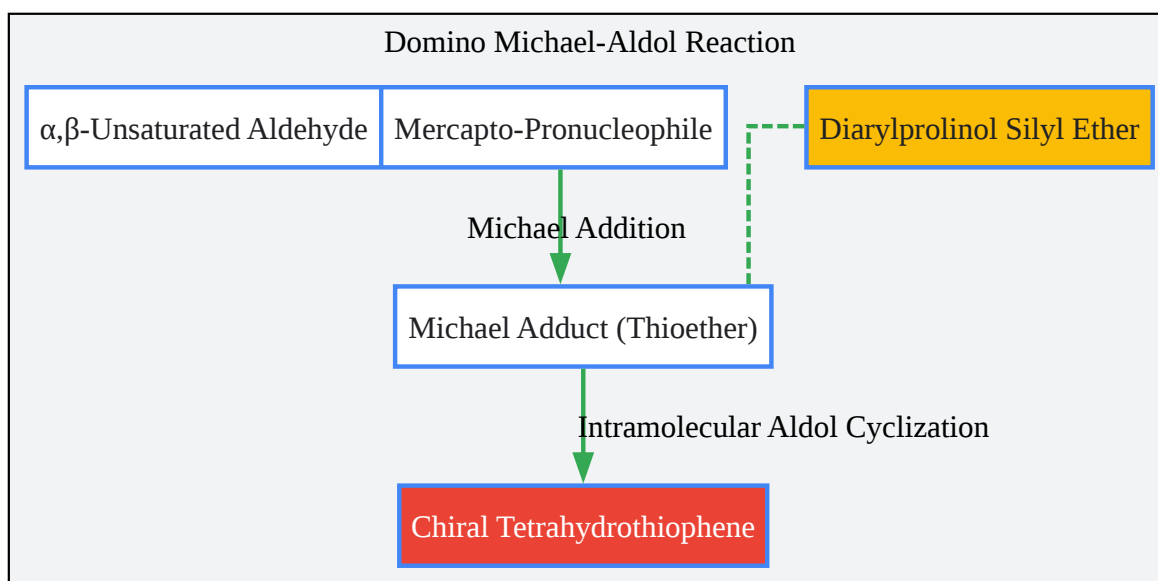 Domino Michael-Aldol Reaction
α,β-Unsaturated Aldehyde
Mercapto-Pronucleophile
Diarylprolinol Silyl Ether
Michael Addition
Michael Adduct (Thioether)
Intramolecular Aldol Cyclization
Chiral Tetrahydrothiophene